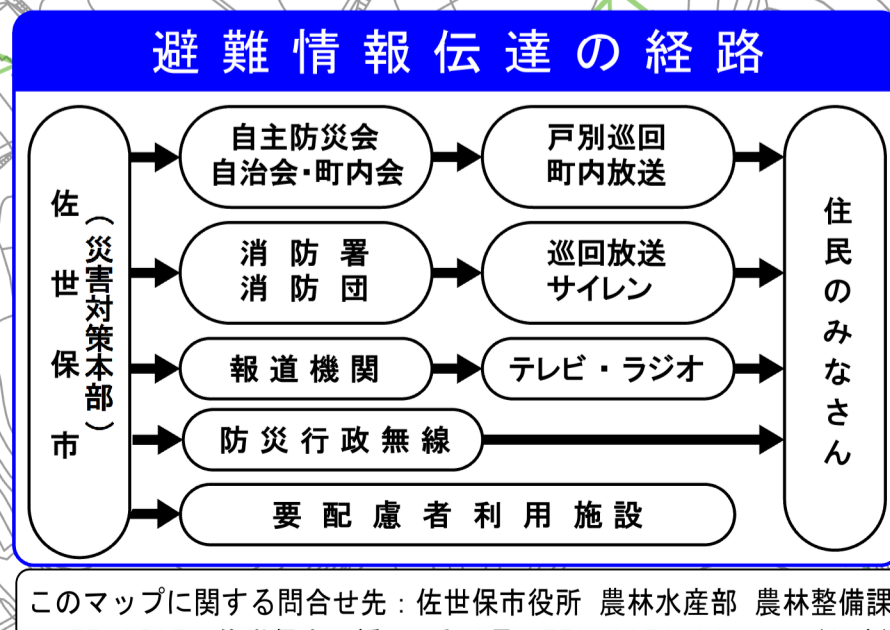 避難情報伝達の経路
佐世保市
(災害対策本部)
自主防災会
自治会・町内会
戸別巡回
町内放送
消防署
消防団
巡回放送
サイレン
報道機関
テレビ・ラジオ
防災行政無線
要配慮者利用施設
住民のみなさん
このマップに関する問合せ先：佐世保市役所 農林水産部 農林整備課